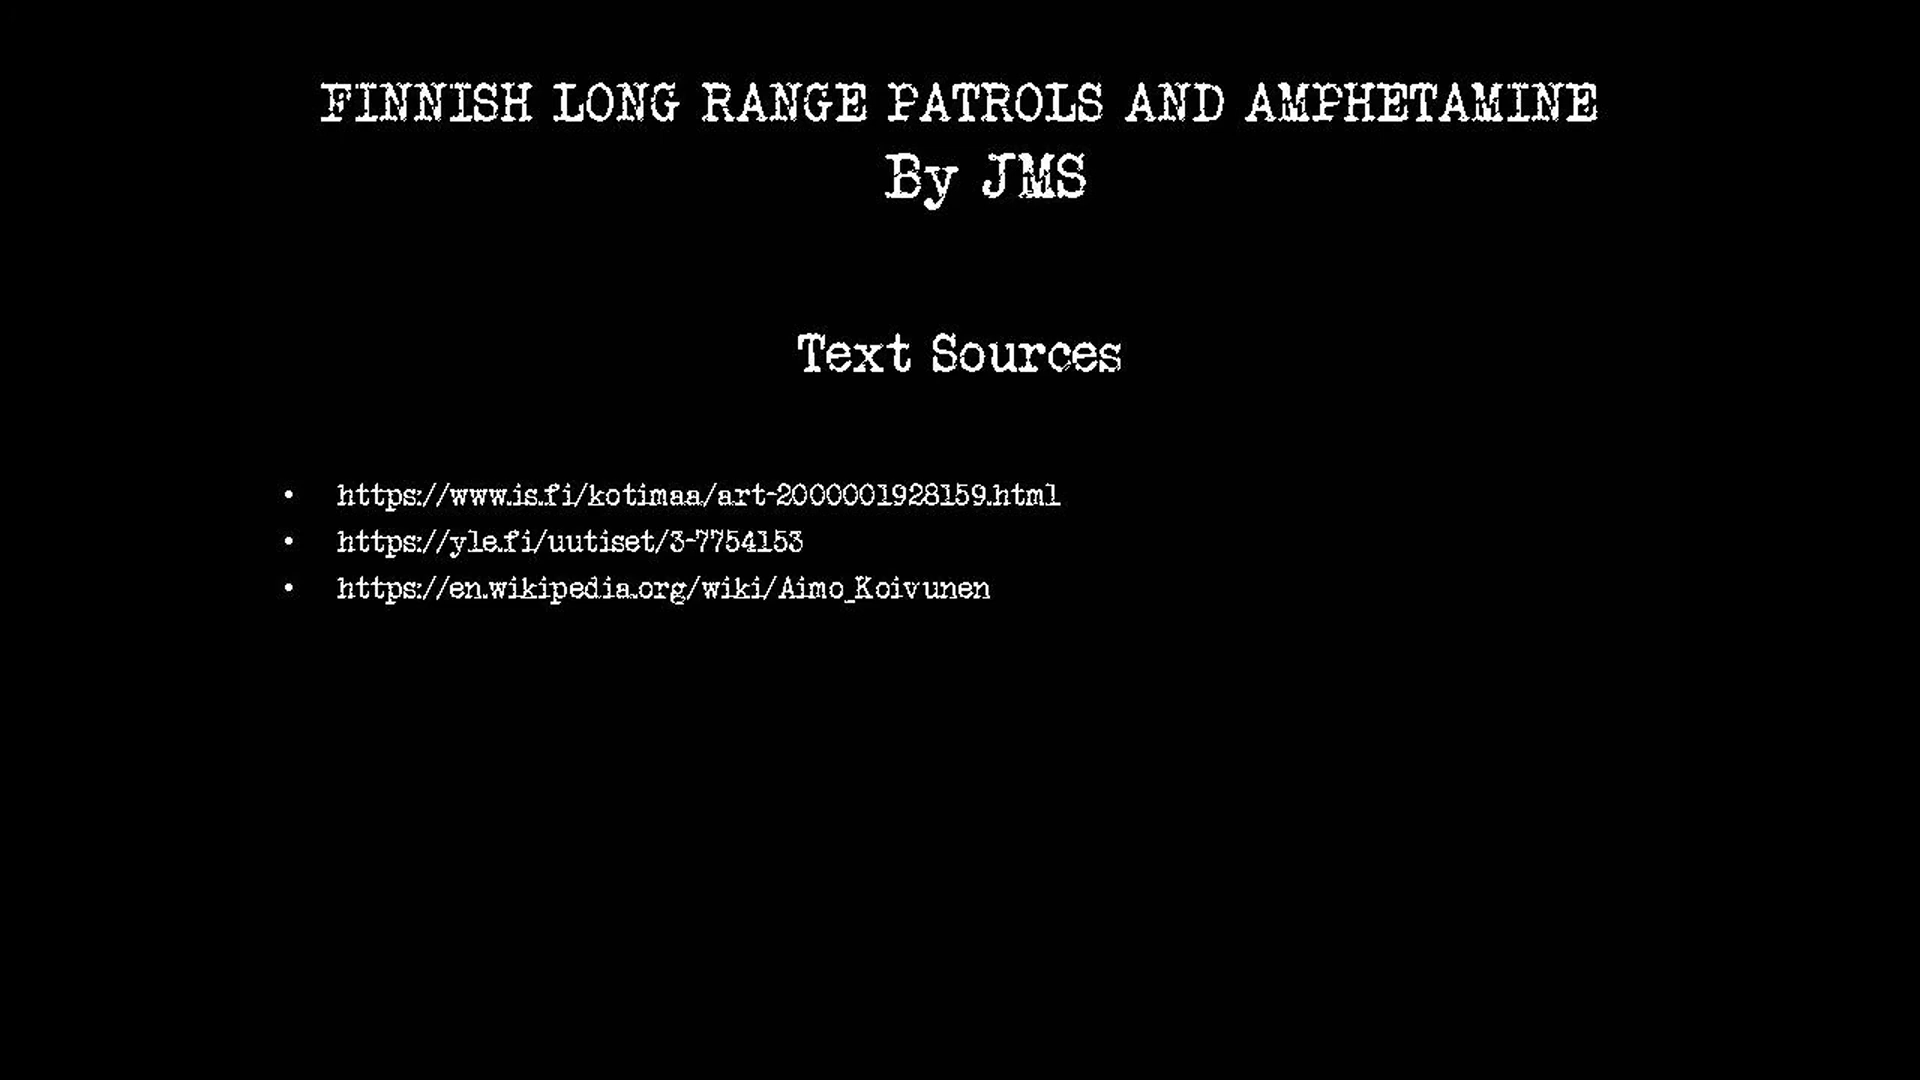 FINNISH LONG RANGE PATROLS AND AMPHETAMINE
By JMS
Text Sources
• https://www.is.fi/kotimaa/art-2000001928159.html
• https://yle.fi/uutiset/3-7754153
• https://en.wikipedia.org/wiki/Aimo_Koivunen